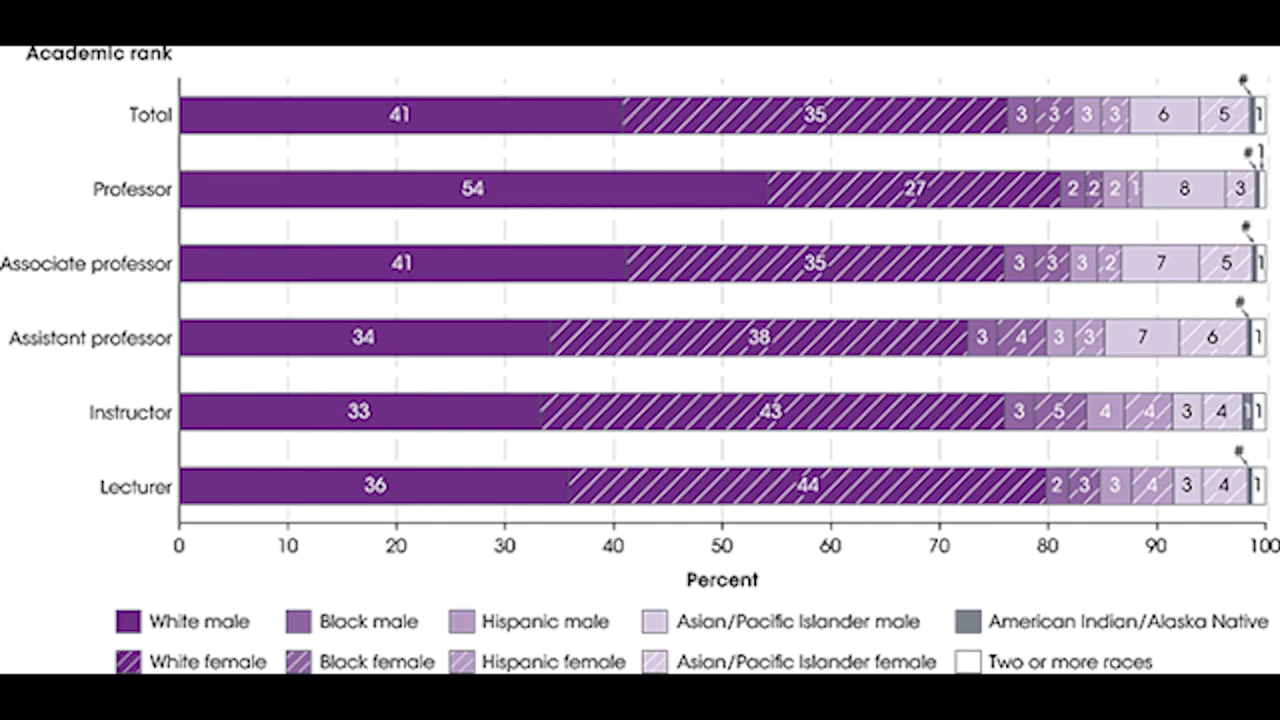 Academic rank
#
Total 41 35 3 3 3 3 6 5 1
# 1
Professor 54 27 2 2 2 1 8 3
#
Associate professor 41 35 3 3 3 2 7 5 1
#
Assistant professor 34 38 3 4 3 3 7 6 1
Instructor 33 43 3 5 4 4 3 4 1 1
#
Lecturer 36 44 2 3 3 4 3 4 1
0 10 20 30 40 50 60 70 80 90 100
Percent
White male Black male Hispanic male Asian/Pacific Islander male American Indian/Alaska Native
White female Black female Hispanic female Asian/Pacific Islander female Two or more races